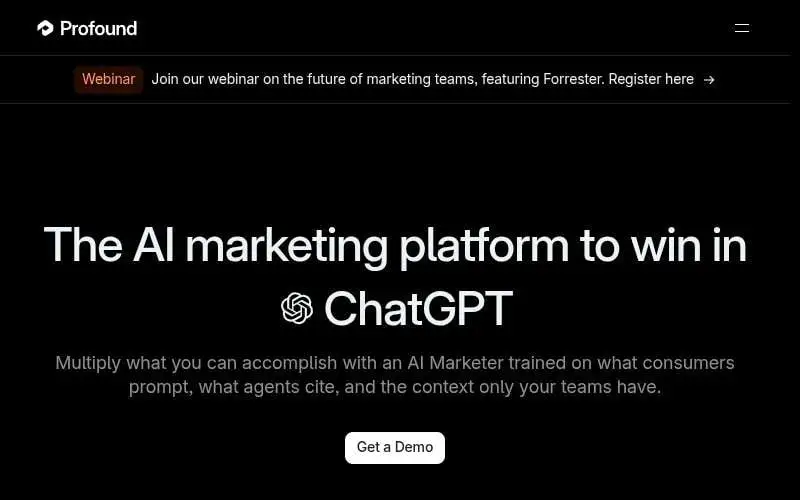 Profound
Webinar Join our webinar on the future of marketing teams, featuring Forrester. Register here →
The AI marketing platform to win in
ChatGPT
Multiply what you can accomplish with an AI Marketer trained on what consumers
prompt, what agents cite, and the context only your teams have.
Get a Demo